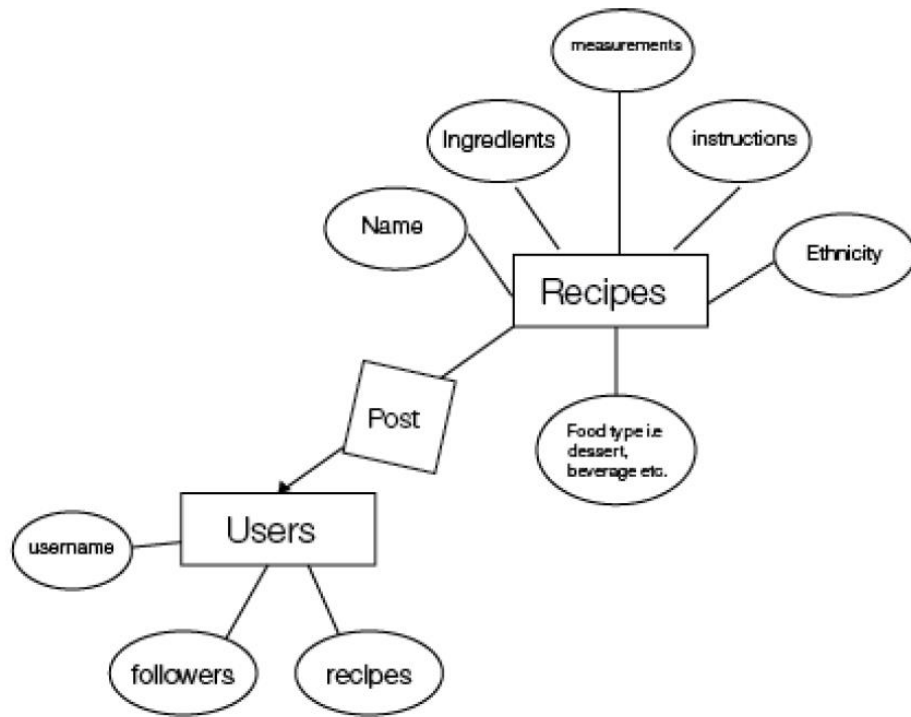 measurements
Ingredients
instructions
Name
Ethnicity
Recipes
Post
Food type i.e
dessert,
beverage etc.
Users
username
followers
recipes